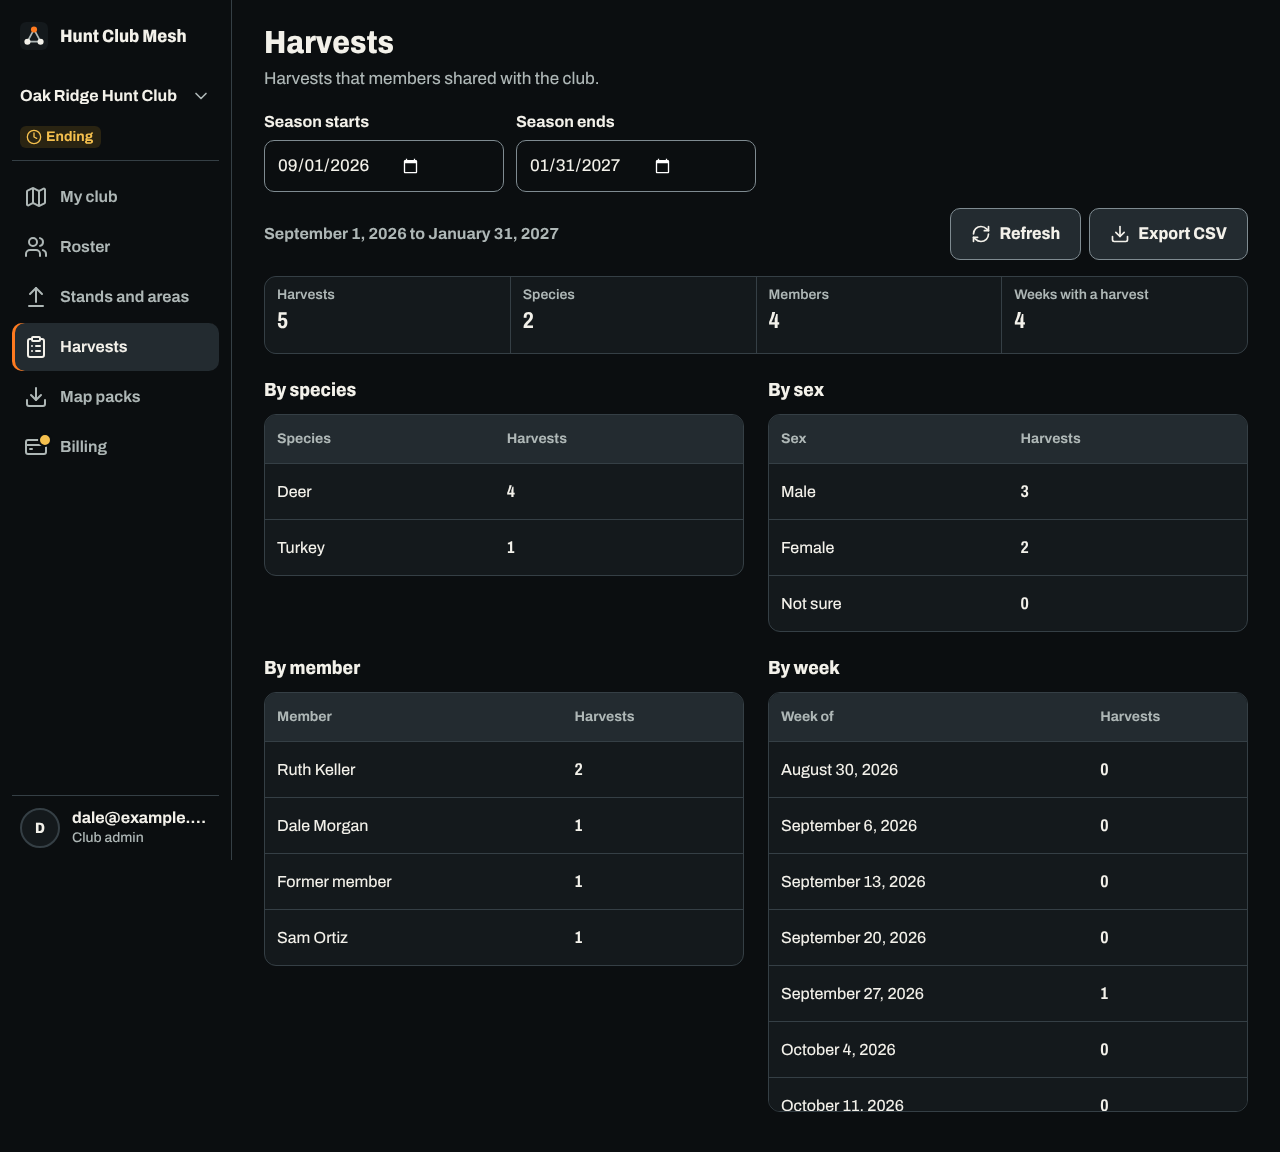 Hunt Club Mesh
Oak Ridge Hunt Club
Ending
My club
Roster
Stands and areas
Harvests
Map packs
Billing
D
dale@example....
Club admin
Harvests
Harvests that members shared with the club.
Season starts
Season ends
09/01/2026
01/31/2027
September 1, 2026 to January 31, 2027
Refresh
Export CSV
Harvests
5
Species
2
Members
4
Weeks with a harvest
4
By species
Species Harvests
Deer 4
Turkey 1
By sex
Sex Harvests
Male 3
Female 2
Not sure 0
By member
Member Harvests
Ruth Keller 2
Dale Morgan 1
Former member 1
Sam Ortiz 1
By week
Week of Harvests
August 30, 2026 0
September 6, 2026 0
September 13, 2026 0
September 20, 2026 0
September 27, 2026 1
October 4, 2026 0
October 11, 2026 0